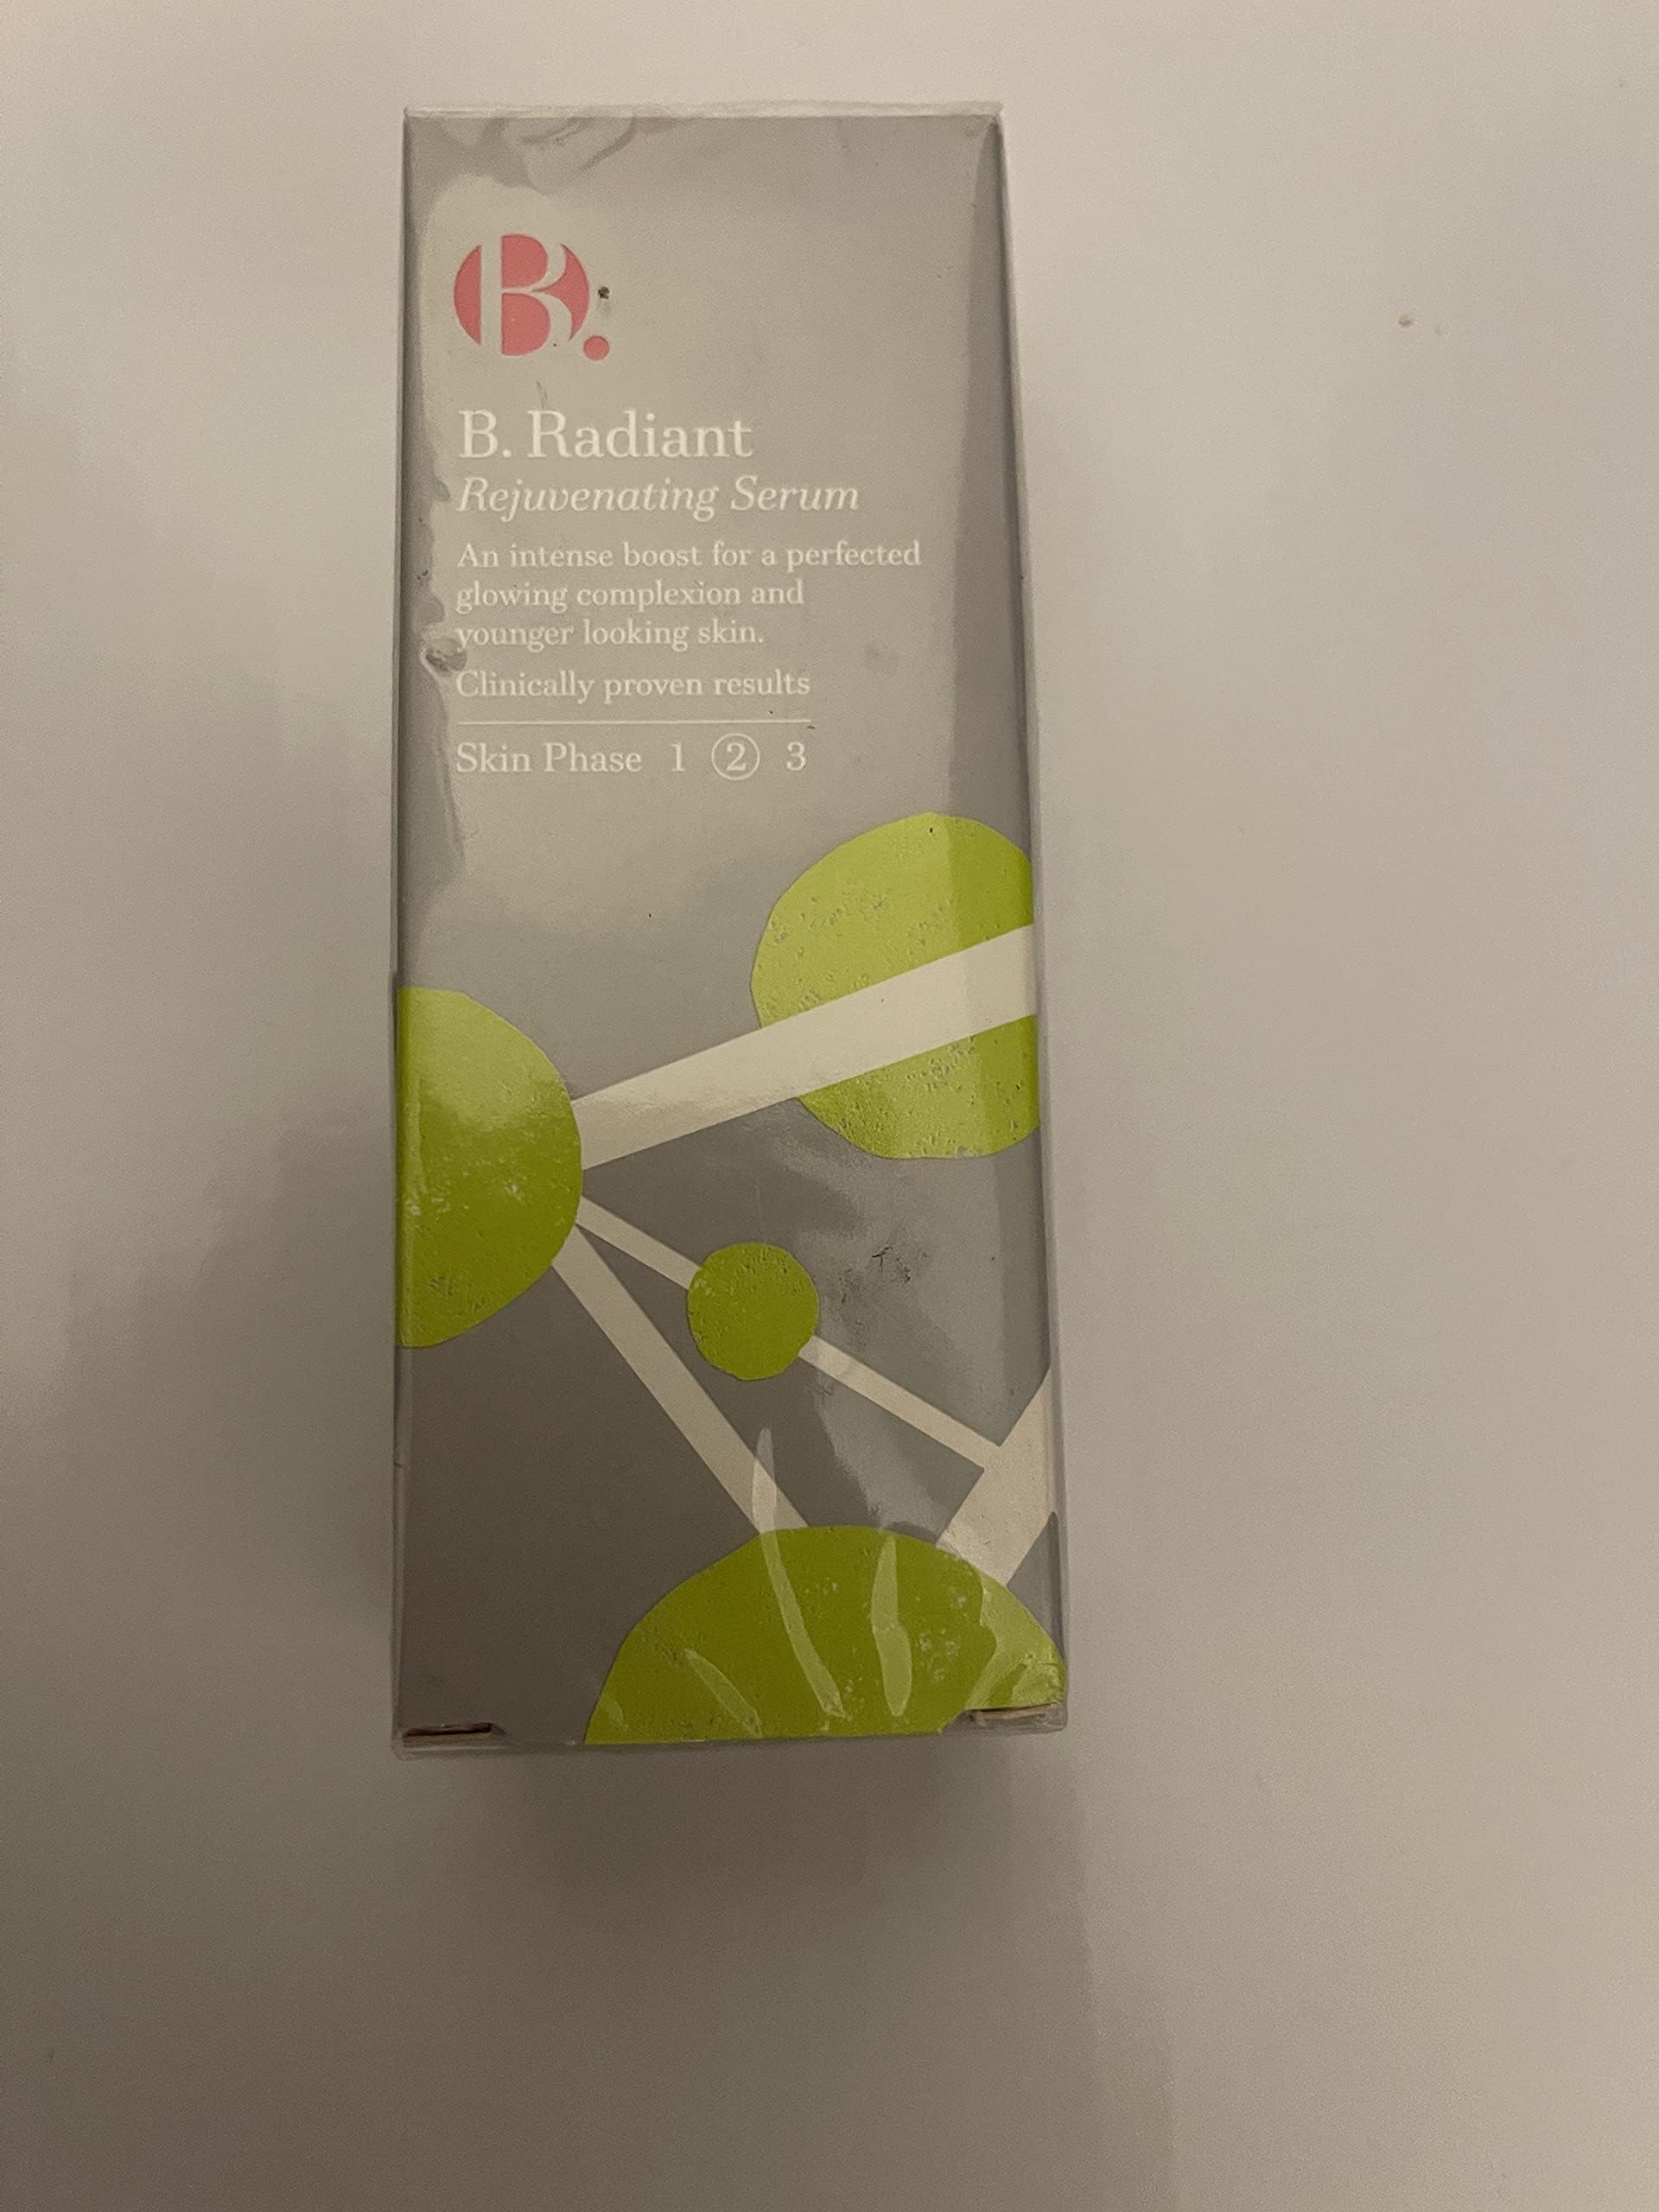 B.
B. Radiant
Rejuvenating Serum
An intense boost for a perfected
glowing complexion and
younger looking skin.
Clinically proven results
Skin Phase 1 2 3